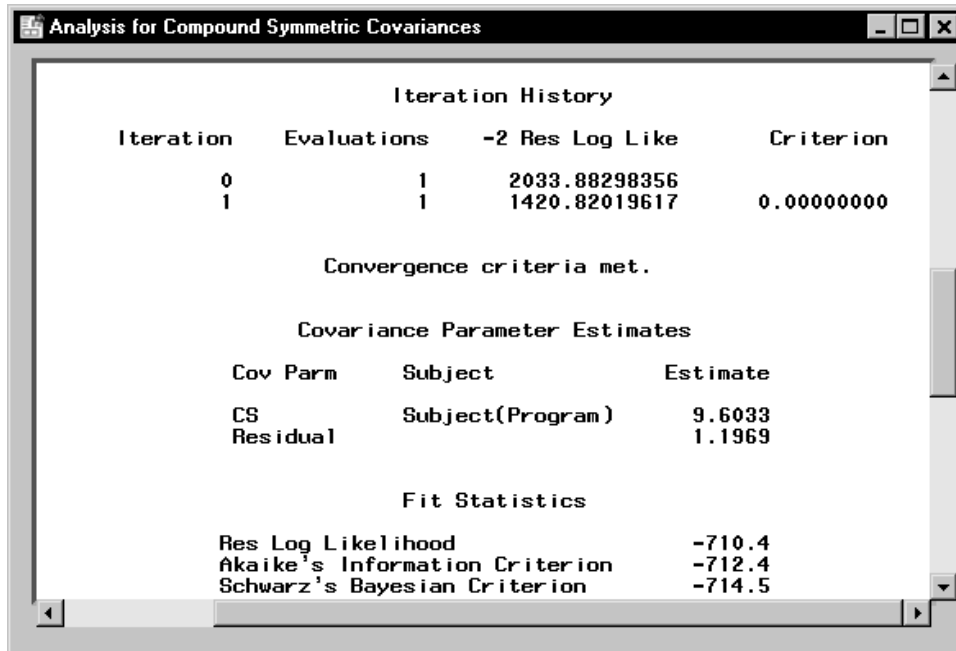 Analysis for Compound Symmetric Covariances
Iteration History
Iteration Evaluations -2 Res Log Like Criterion
0 1 2033.88298356
1 1 1420.82019617 0.00000000
Convergence criteria met.
Covariance Parameter Estimates
Cov Parm Subject Estimate
CS Subject(Program) 9.6033
Residual 1.1969
Fit Statistics
Res Log Likelihood -710.4
Akaike's Information Criterion -712.4
Schwarz's Bayesian Criterion -714.5